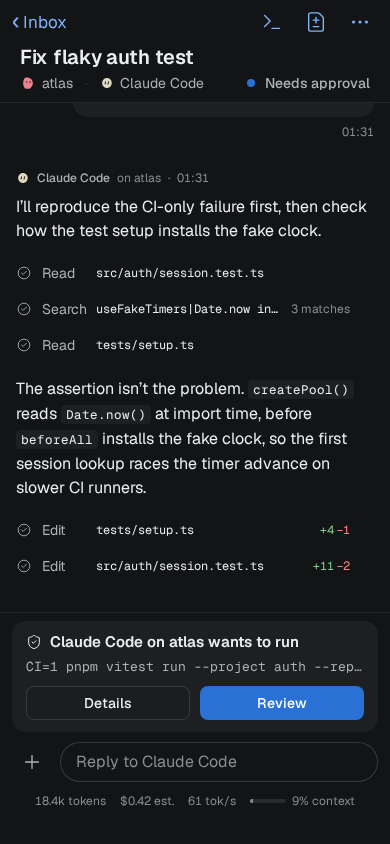 Inbox
Fix flaky auth test
atlas · Claude Code
Needs approval
01:31
Claude Code on atlas · 01:31
I'll reproduce the CI-only failure first, then check
how the test setup installs the fake clock.
Read src/auth/session.test.ts
Search useFakeTimers|Date.now in… 3 matches
Read tests/setup.ts
The assertion isn't the problem. createPool()
reads Date.now() at import time, before
beforeAll installs the fake clock, so the first
session lookup races the timer advance on
slower CI runners.
Edit tests/setup.ts +4 −1
Edit src/auth/session.test.ts +11 −2
Claude Code on atlas wants to run
CI=1 pnpm vitest run --project auth --rep…
Details
Review
Reply to Claude Code
18.4k tokens $0.42 est. 61 tok/s 9% context